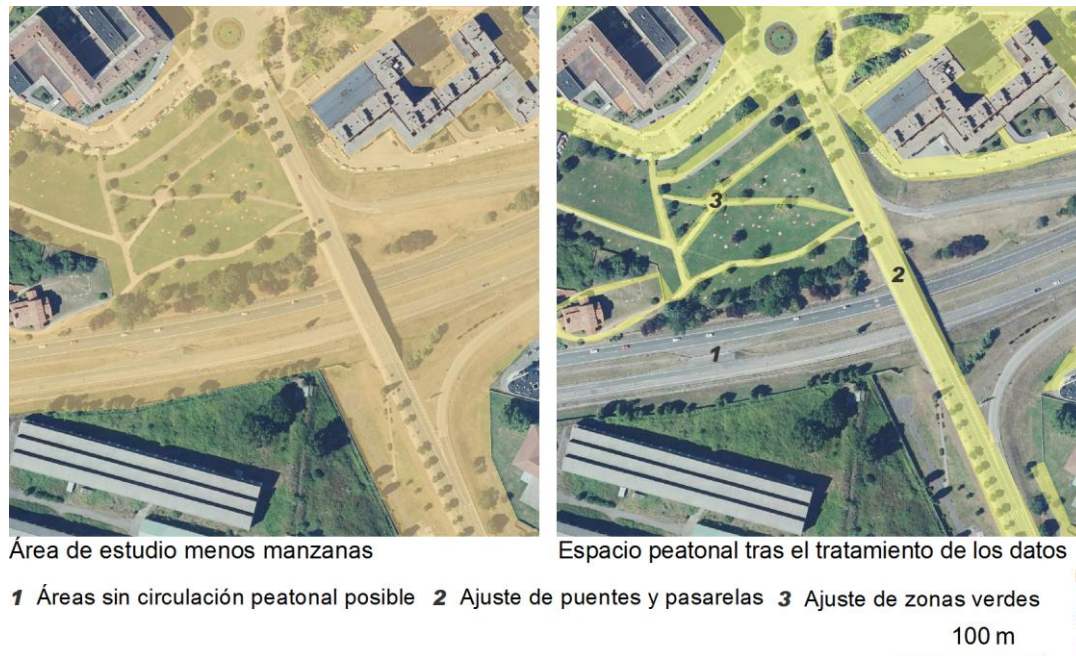 3
2
1
Área de estudio menos manzanas
Espacio peatonal tras el tratamiento de los datos
1 Áreas sin circulación peatonal posible 2 Ajuste de puentes y pasarelas 3 Ajuste de zonas verdes
100 m